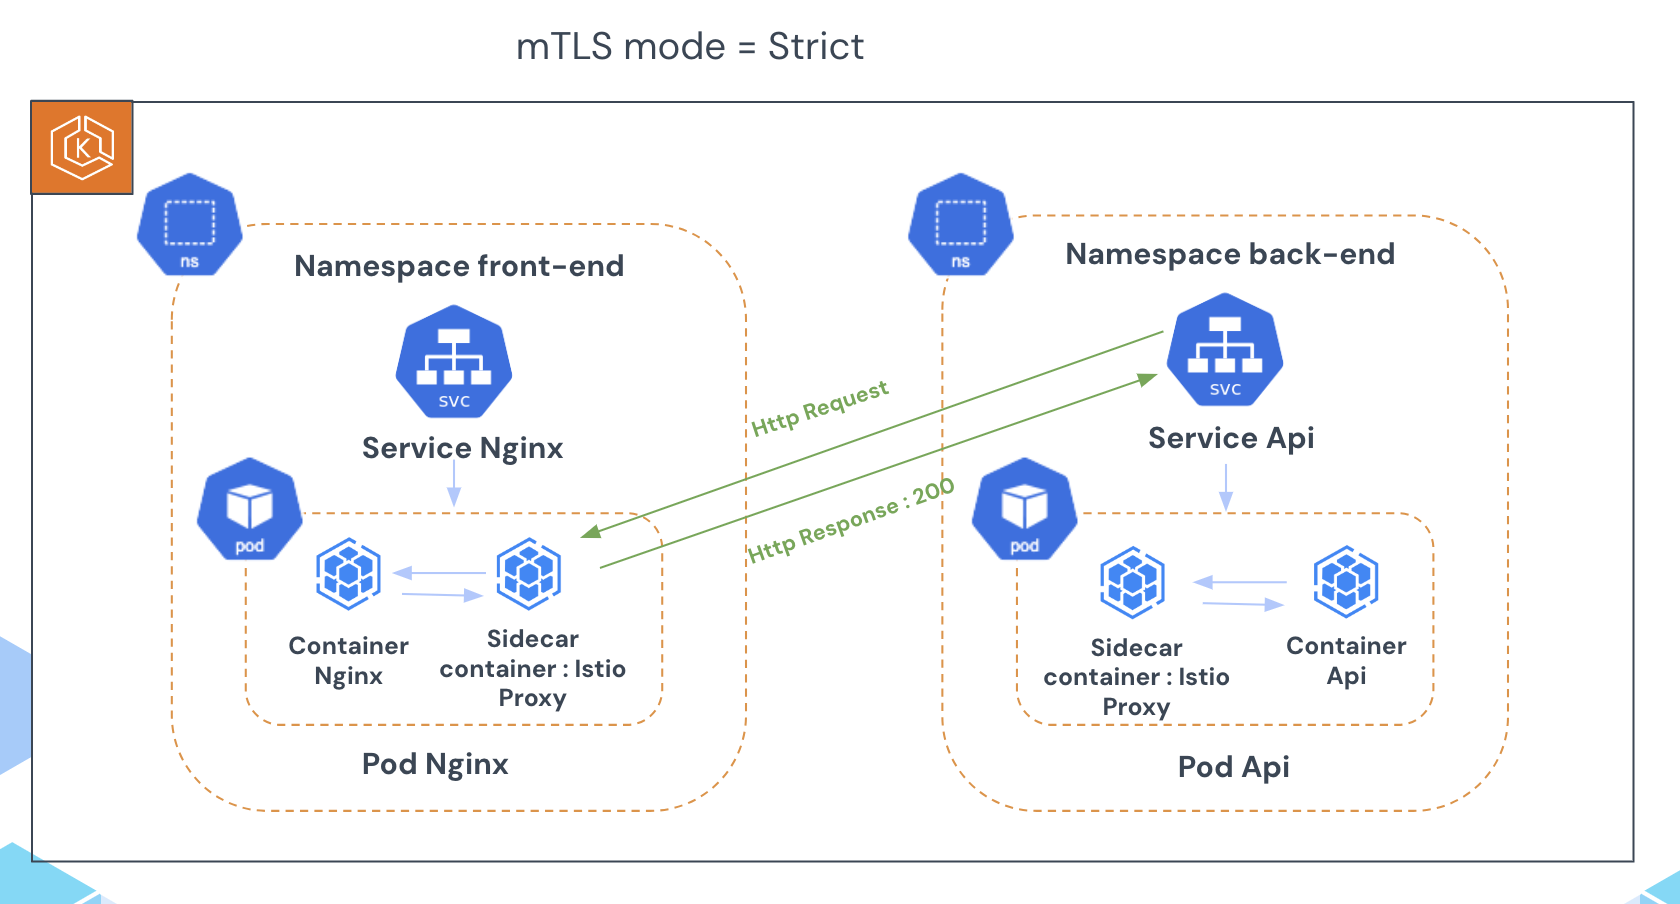 mTLS mode = Strict
K
ns
Namespace front-end
svc
Service Nginx
pod
Container
Nginx
Sidecar
container : Istio
Proxy
Pod Nginx
Http Request
Http Response : 200
ns
Namespace back-end
svc
Service Api
pod
Sidecar
container : Istio
Proxy
Container
Api
Pod Api